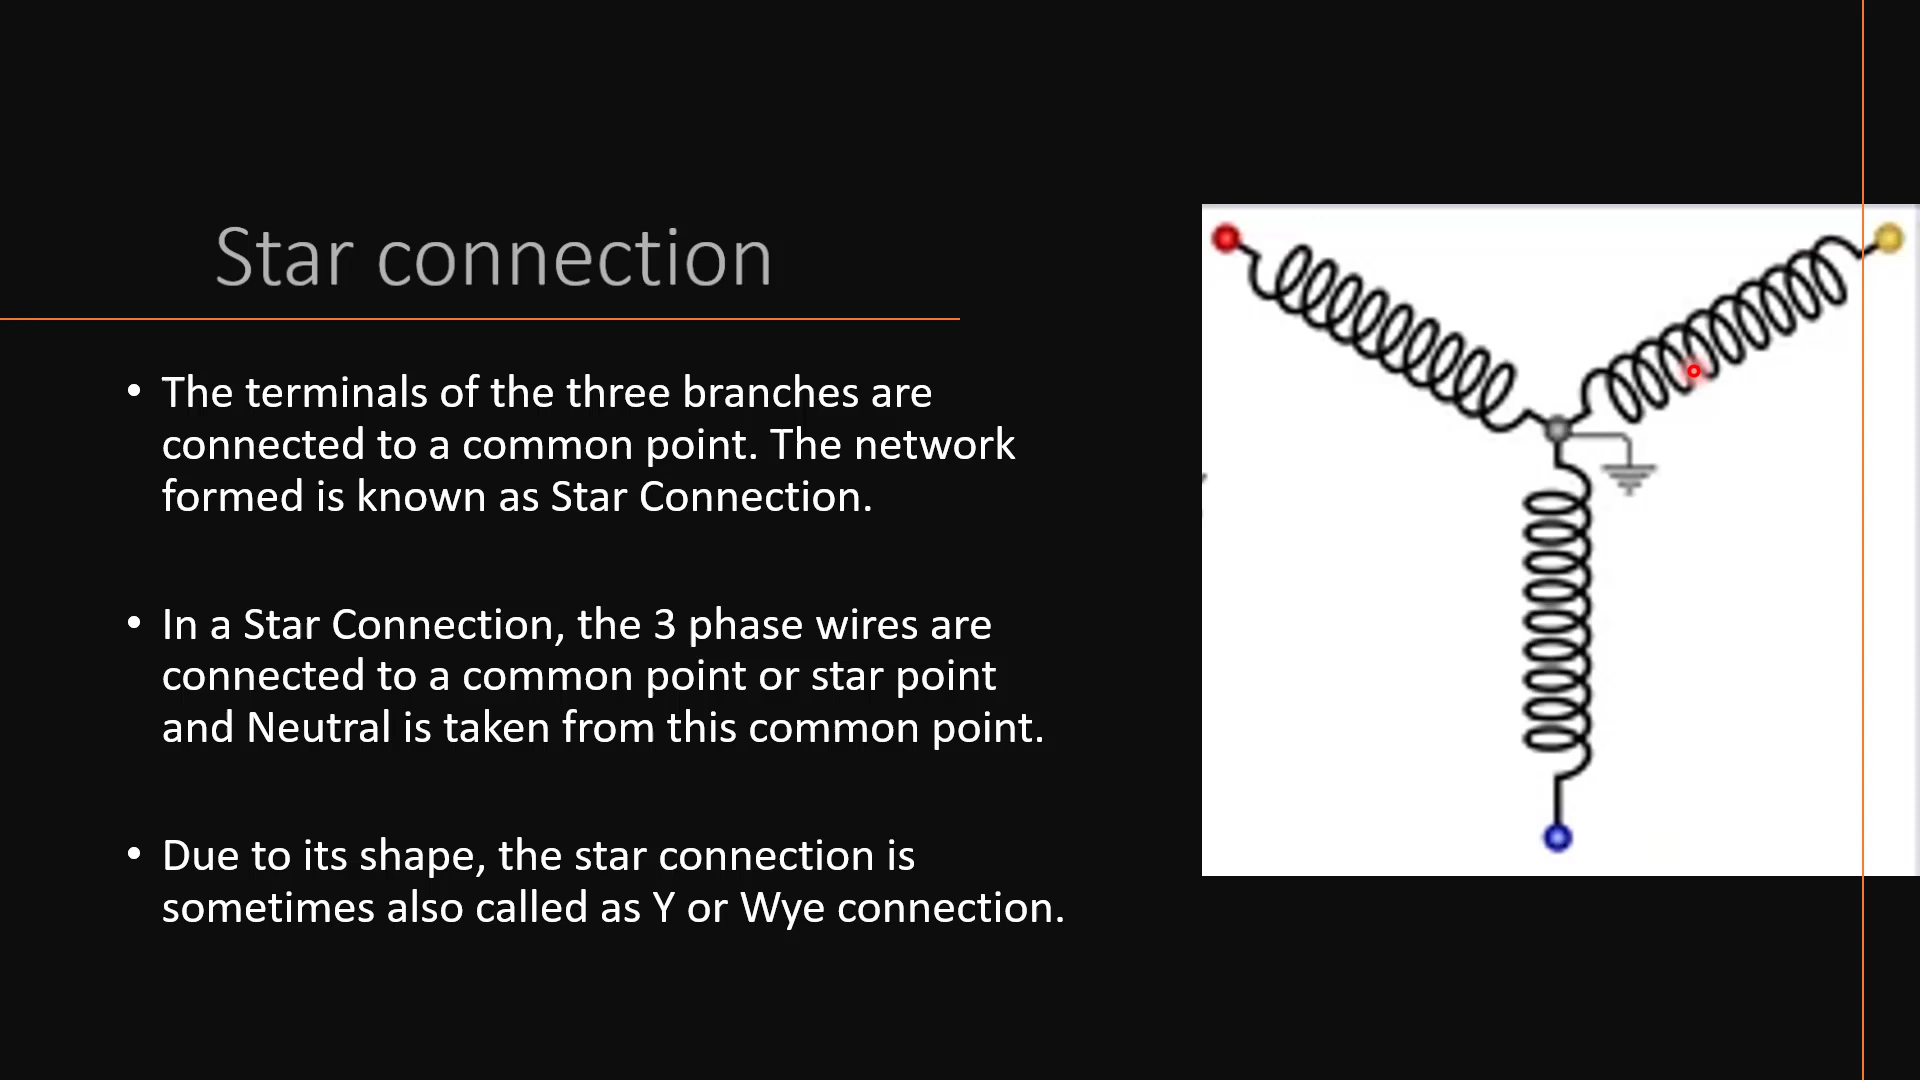 Star connection
• The terminals of the three branches are
connected to a common point. The network
formed is known as Star Connection.
• In a Star Connection, the 3 phase wires are
connected to a common point or star point
and Neutral is taken from this common point.
• Due to its shape, the star connection is
sometimes also called as Y or Wye connection.